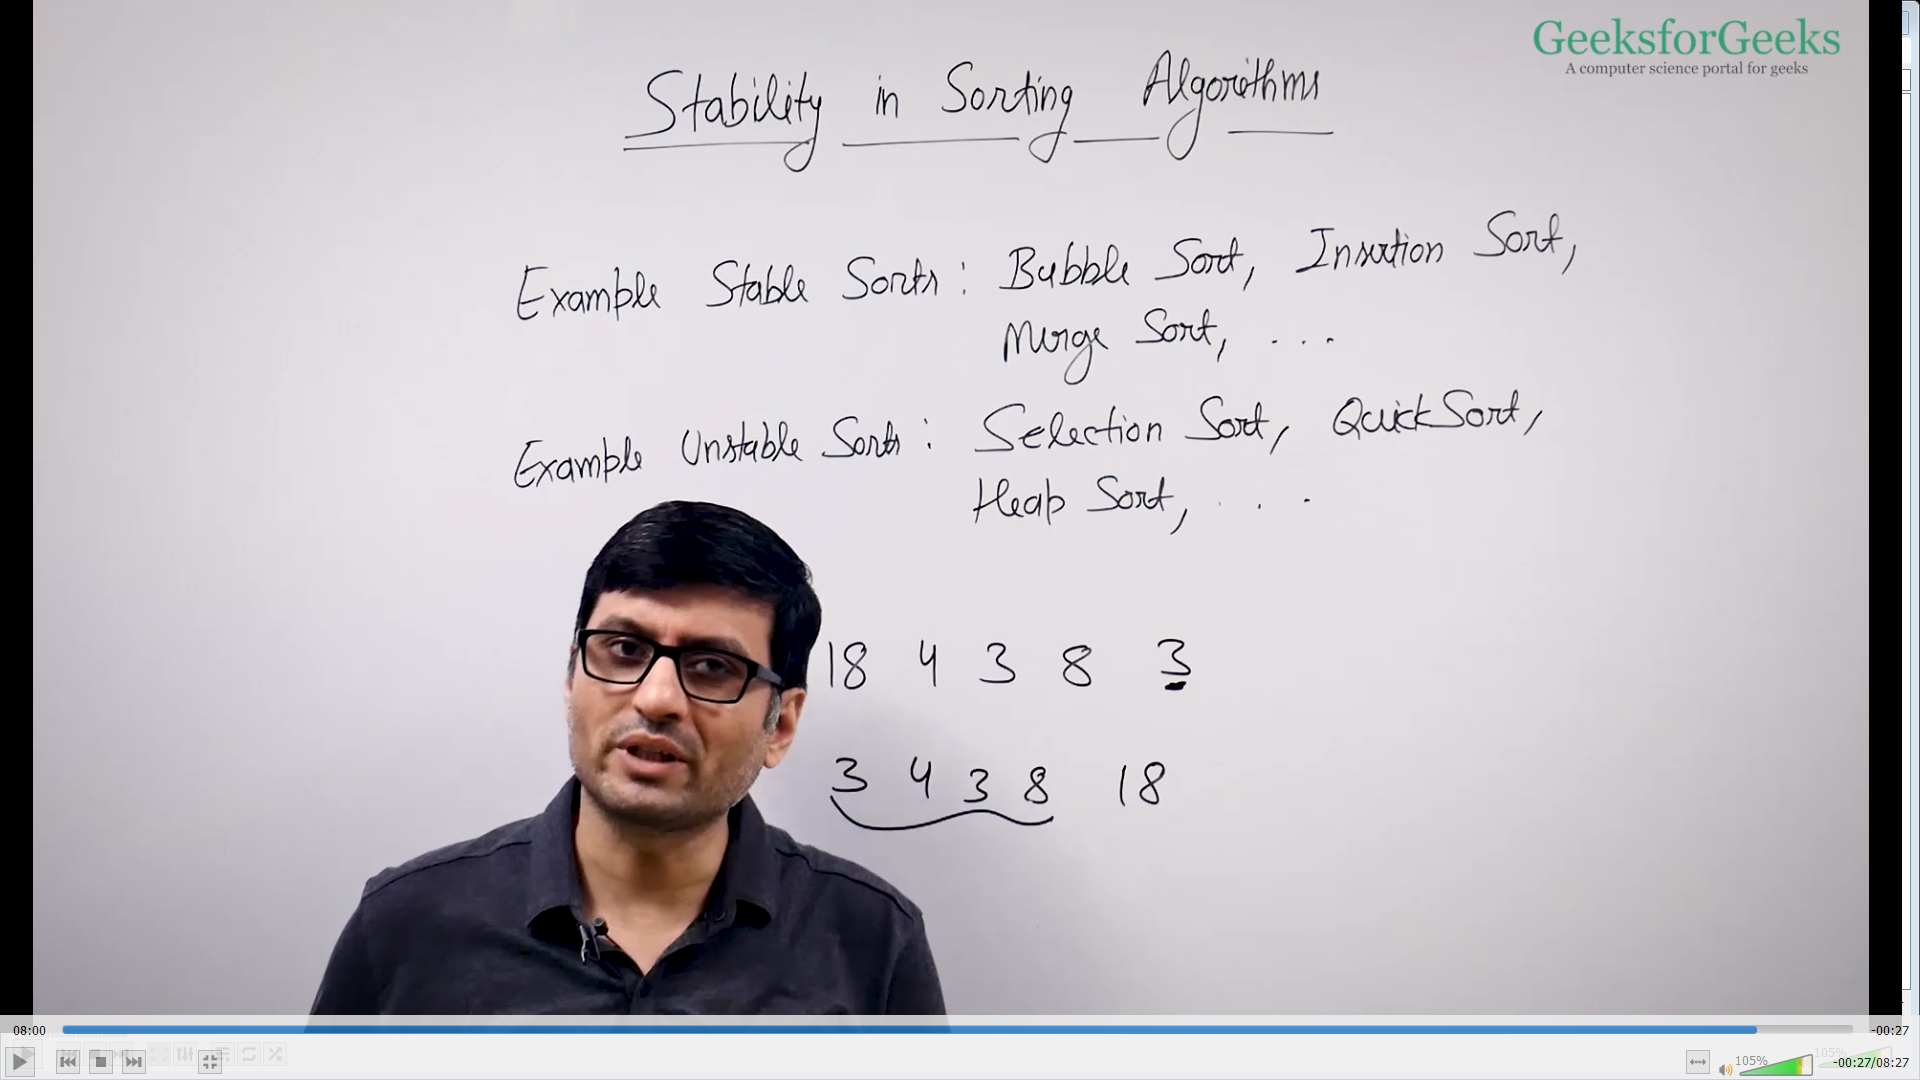 GeeksforGeeks
A computer science portal for geeks
Stability in Sorting Algorithms
Example Stable Sorts : Bubble Sort, Insertion Sort,
Merge Sort, ...
Example Unstable Sorts : Selection Sort, QuickSort,
Heap Sort, ...
18 4 3 8 3
3 4 3 8 18
08:00
-00:27
105%
105%
-00:27/08:27